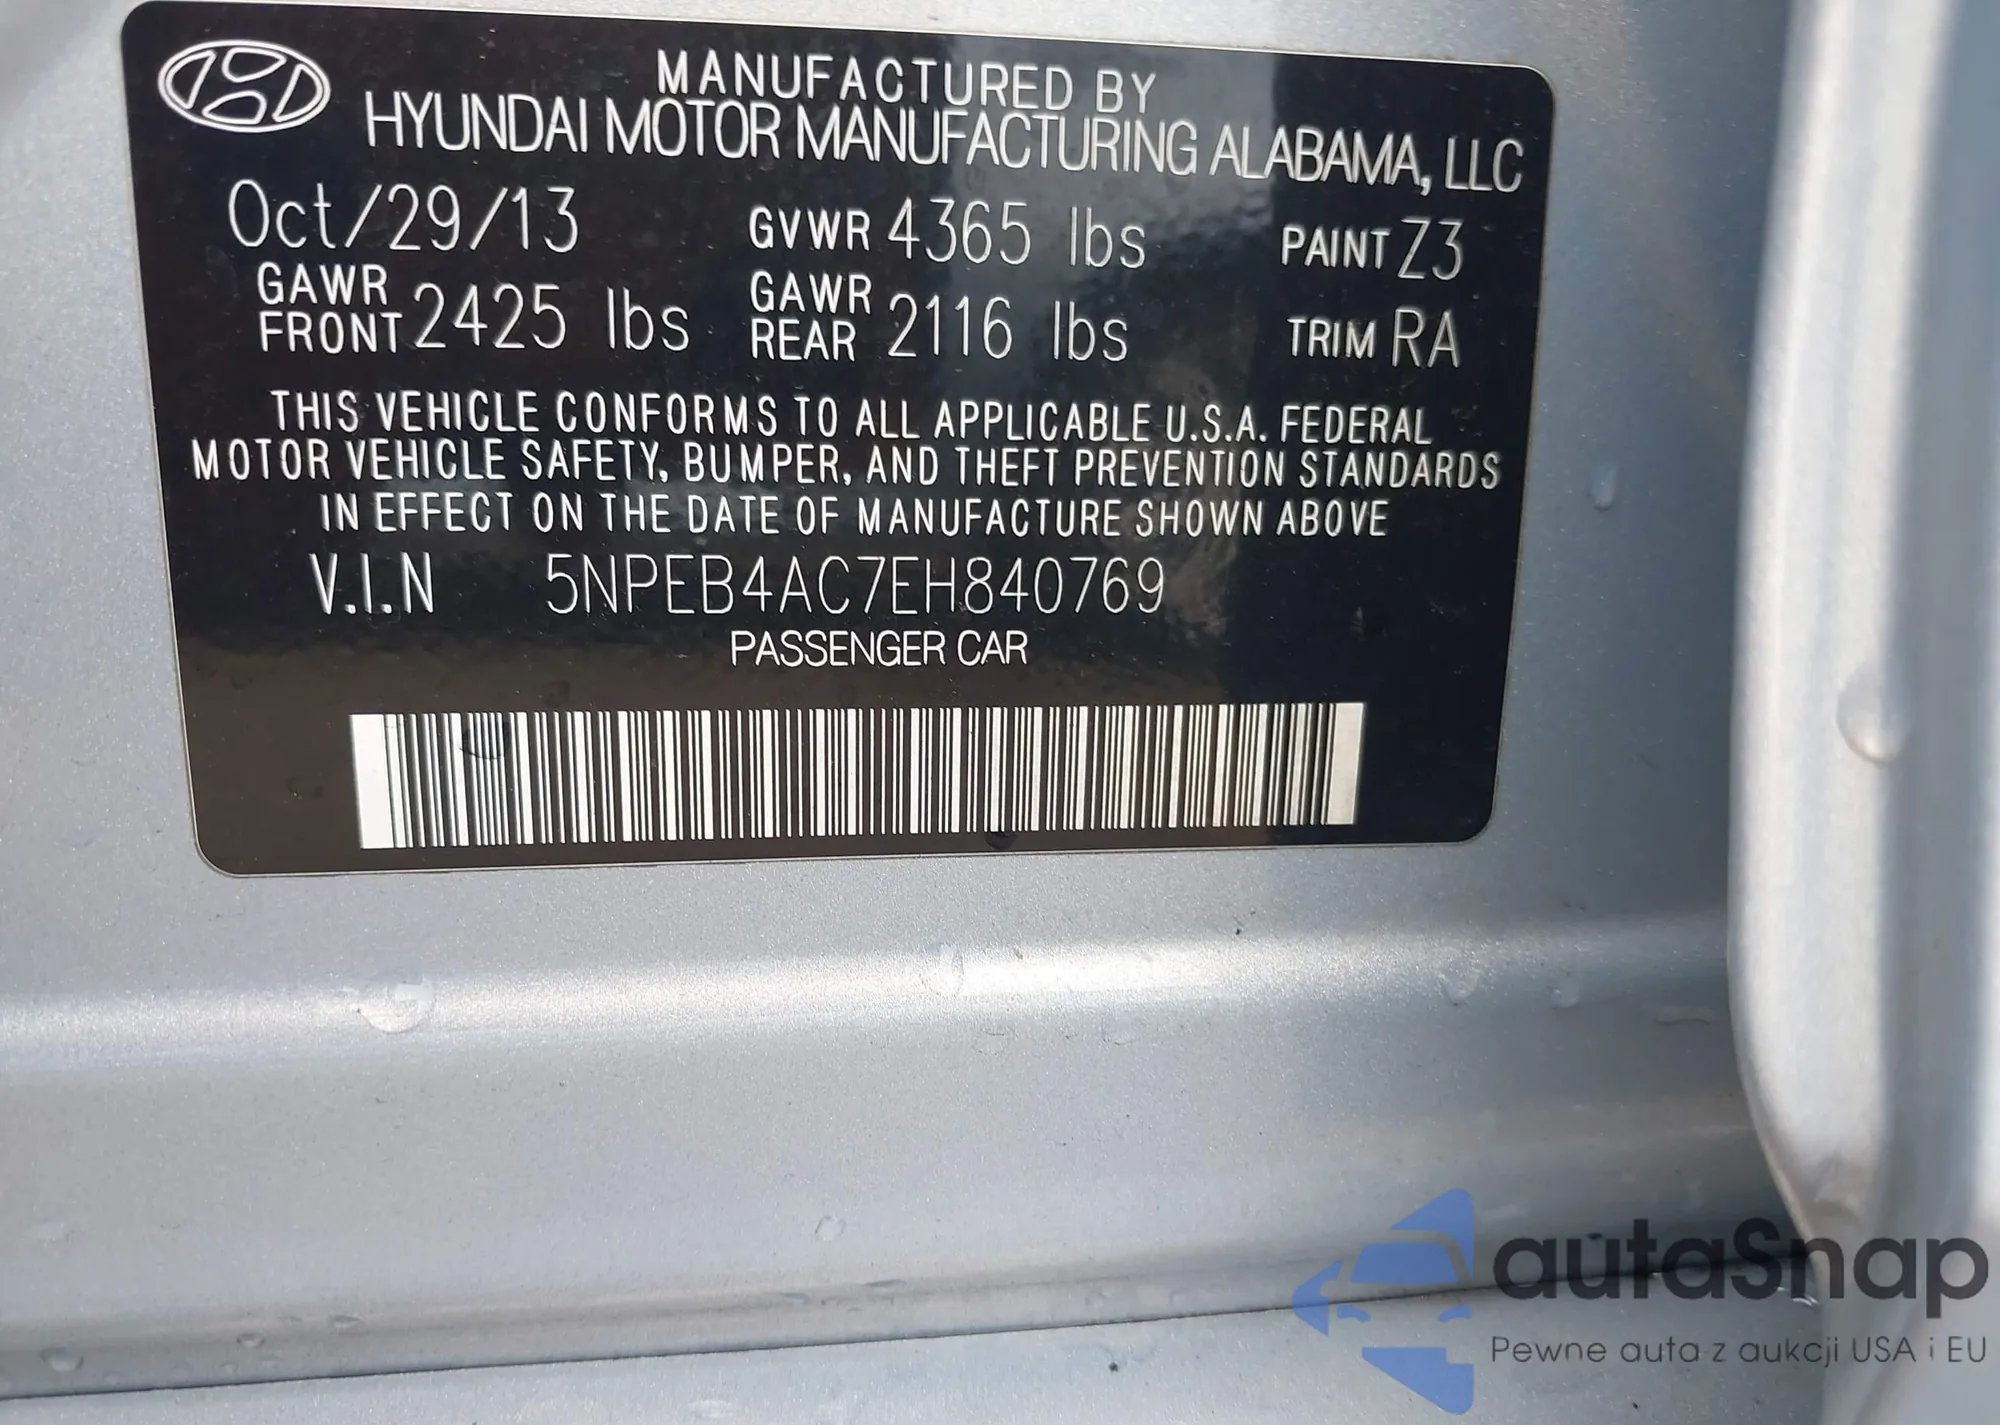 MANUFACTURED BY
HYUNDAI MOTOR MANUFACTURING ALABAMA, LLC
Oct/29/13 GVWR 4365 lbs PAINT Z3
GAWR FRONT 2425 lbs GAWR REAR 2116 lbs TRIM RA
THIS VEHICLE CONFORMS TO ALL APPLICABLE U.S.A. FEDERAL
MOTOR VEHICLE SAFETY, BUMPER, AND THEFT PREVENTION STANDARDS
IN EFFECT ON THE DATE OF MANUFACTURE SHOWN ABOVE
V.I.N 5NPEB4AC7EH840769
PASSENGER CAR
autaSnap
Pewne auta z aukcji USA i EU